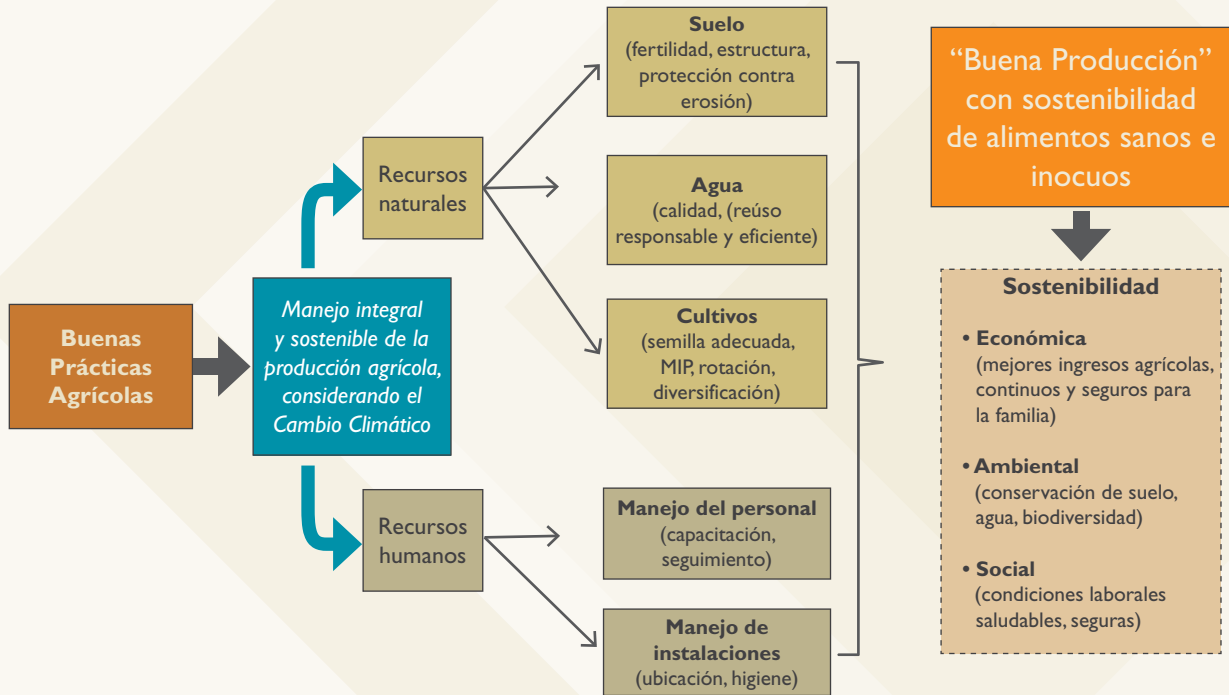 Buenas
Prácticas
Agrícolas
Manejo integral
y sostenible de la
producción agrícola,
considerando el
Cambio Climático
Recursos
naturales
Recursos
humanos
Suelo
(fertilidad, estructura,
protección contra
erosión)
Agua
(calidad, (reúso
responsable y eficiente)
Cultivos
(semilla adecuada,
MIP, rotación,
diversificación)
Manejo del personal
(capacitación,
seguimiento)
Manejo de
instalaciones
(ubicación, higiene)
“Buena Producción”
con sostenibilidad
de alimentos sanos e
inocuos
Sostenibilidad
• Económica
(mejores ingresos agrícolas,
continuos y seguros para
la familia)
• Ambiental
(conservación de suelo,
agua, biodiversidad)
• Social
(condiciones laborales
saludables, seguras)